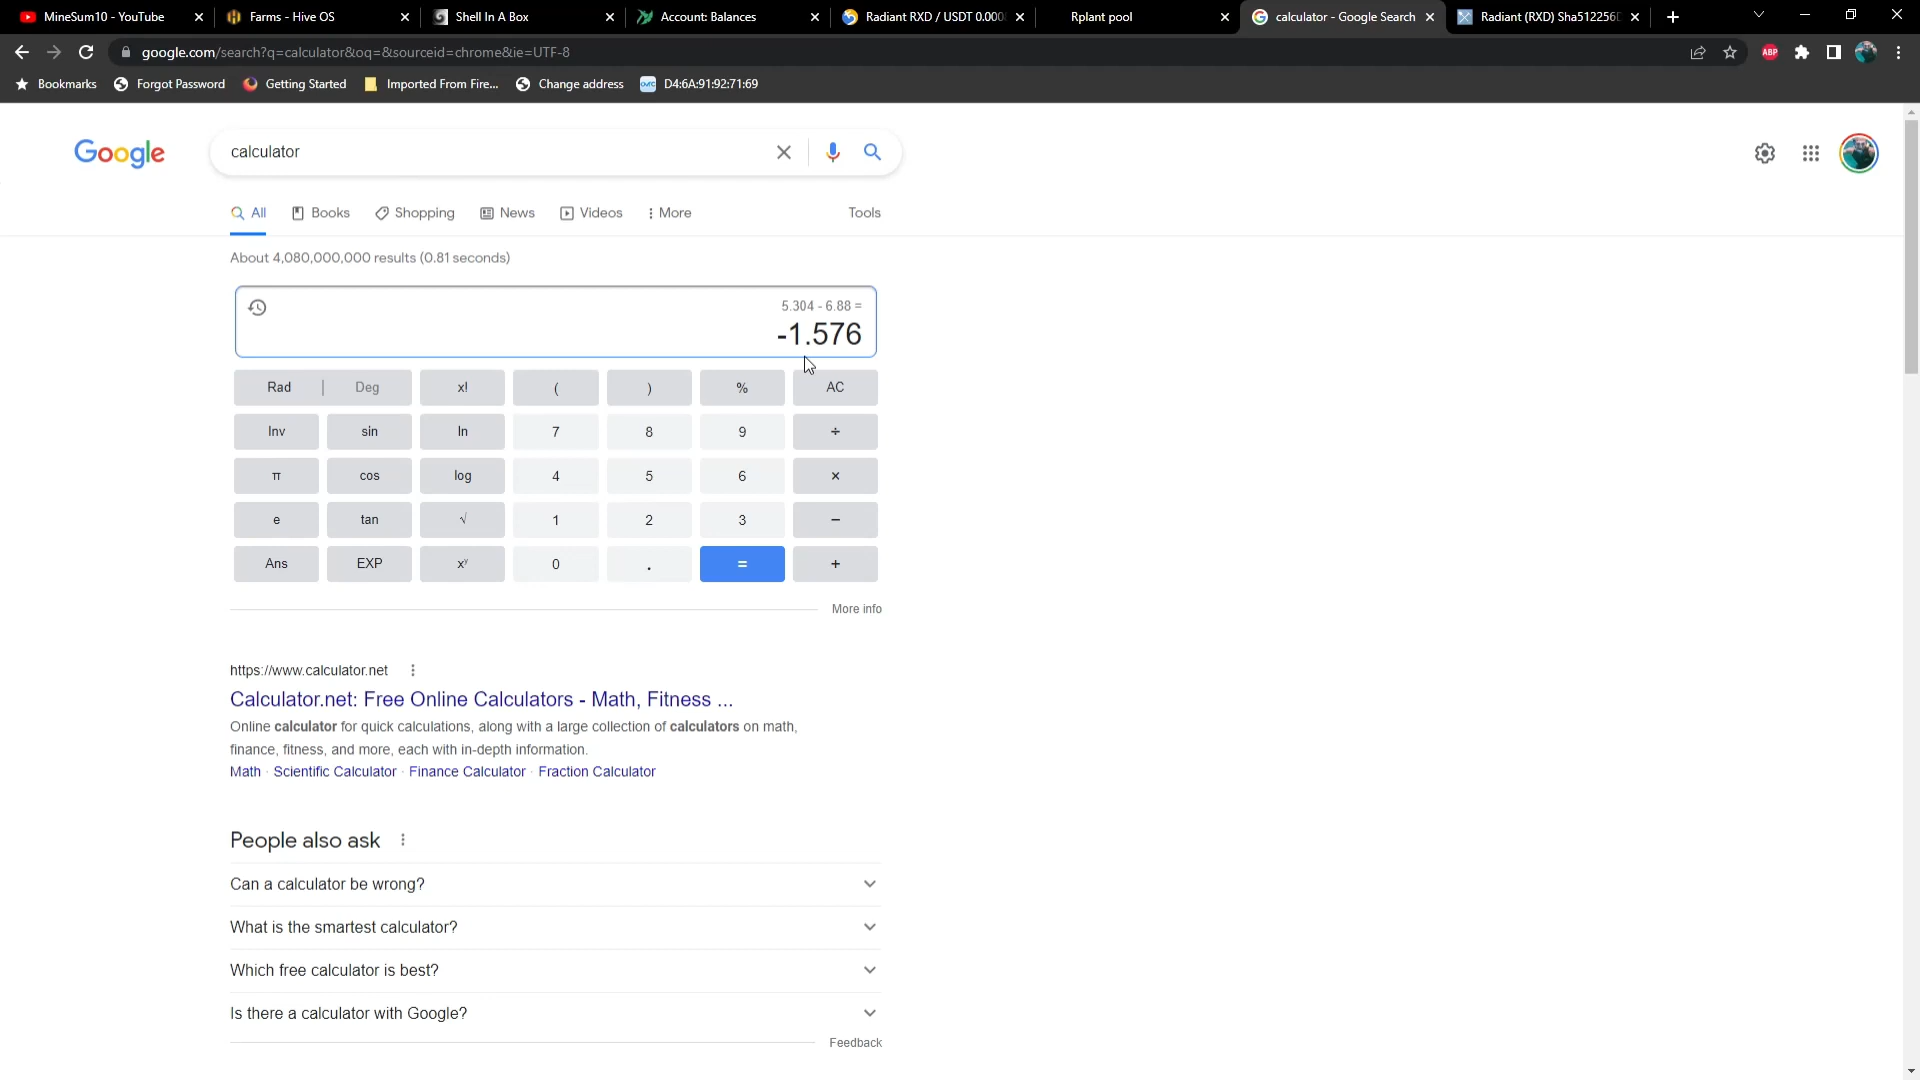 MineSum10 - YouTube
Farms - Hive OS
Shell In A Box
Account: Balances
Radiant RXD / USDT 0.000
Rplant pool
calculator - Google Search
Radiant (RXD) Sha512256D
google.com/search?q=calculator&oq=&sourceid=chrome&ie=UTF-8
ABP
Bookmarks
Forgot Password
Getting Started
Imported From Fire...
Change address
D4:6A:91:92:71:69
Google
calculator
All
Books
Shopping
News
Videos
More
Tools
About 4,080,000,000 results (0.81 seconds)
5.304 - 6.88 =
-1.576
Rad | Deg x! ( ) % AC
Inv sin ln 7 8 9 ÷
π cos log 4 5 6 ×
e tan √ 1 2 3 −
Ans EXP xʸ 0 . = +
More info
https://www.calculator.net
Calculator.net: Free Online Calculators - Math, Fitness ...
Online calculator for quick calculations, along with a large collection of calculators on math,
finance, fitness, and more, each with in-depth information.
Math · Scientific Calculator · Finance Calculator · Fraction Calculator
People also ask
Can a calculator be wrong?
What is the smartest calculator?
Which free calculator is best?
Is there a calculator with Google?
Feedback